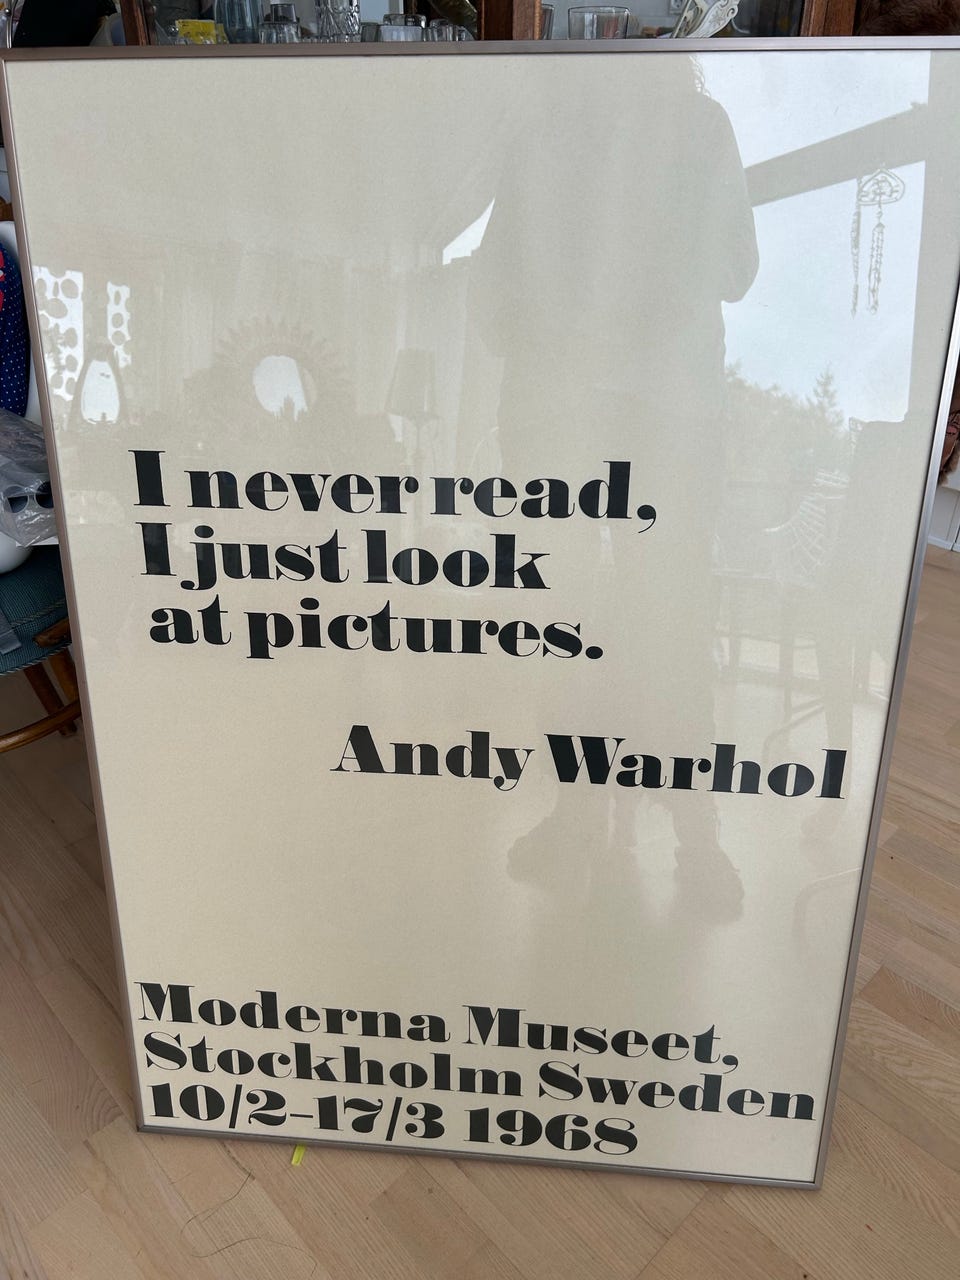 I never read,
I just look
at pictures.
Andy Warhol
Moderna Museet,
Stockholm Sweden
10/2-17/3 1968